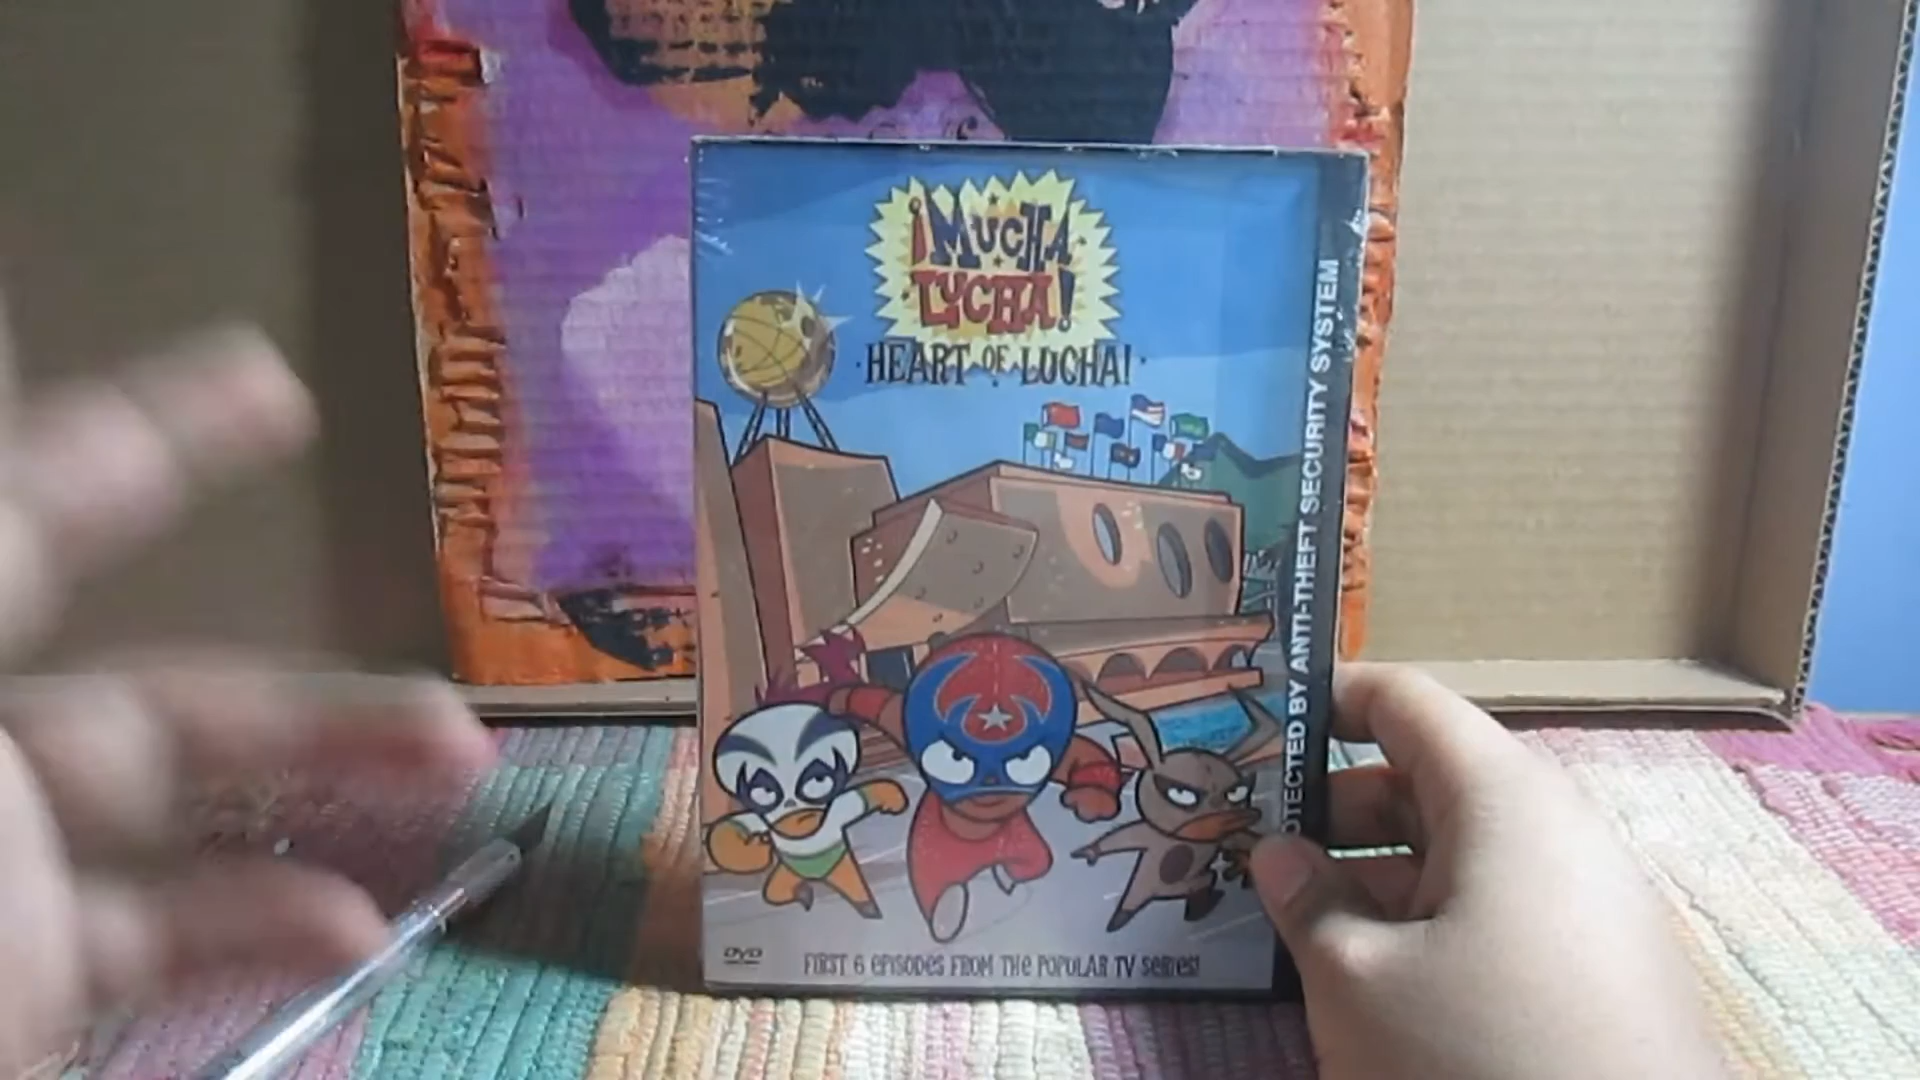 ¡MUCHA
LUCHA!
HEART OF LUCHA!
DVD
FIRST 6 EPISODES FROM THE POPULAR TV SERIES!
BY ANTI-THEFT SECURITY SYSTEM